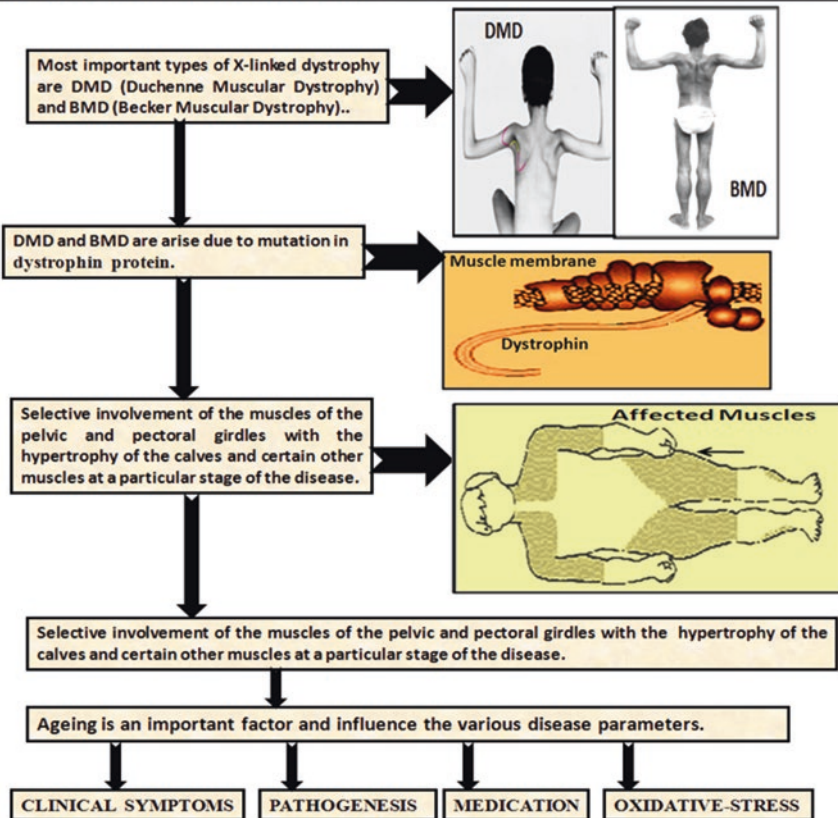 Most important types of X-linked dystrophy
are DMD (Duchenne Muscular Dystrophy)
and BMD (Becker Muscular Dystrophy)..
DMD
BMD
DMD and BMD are arise due to mutation in
dystrophin protein.
Muscle membrane
Dystrophin
Selective involvement of the muscles of the
pelvic and pectoral girdles with the
hypertrophy of the calves and certain other
muscles at a particular stage of the disease.
Affected Muscles
Selective involvement of the muscles of the pelvic and pectoral girdles with the hypertrophy of the
calves and certain other muscles at a particular stage of the disease.
Ageing is an important factor and influence the various disease parameters.
CLINICAL SYMPTOMS
PATHOGENESIS
MEDICATION
OXIDATIVE-STRESS